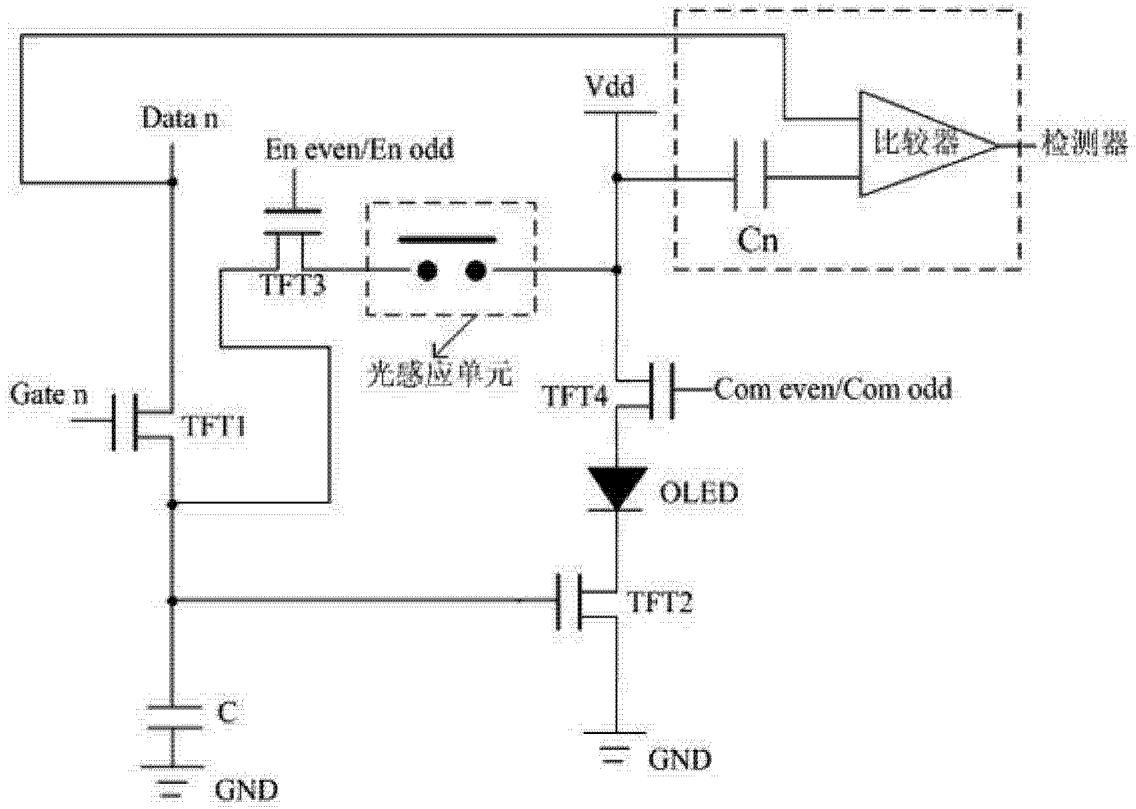 Vdd
Data n
En even/En odd
比较器
检测器
Cn
TFT3
光感应单元
Gate n
TFT1
TFT4
Com even/Com odd
OLED
TFT2
C
GND
GND